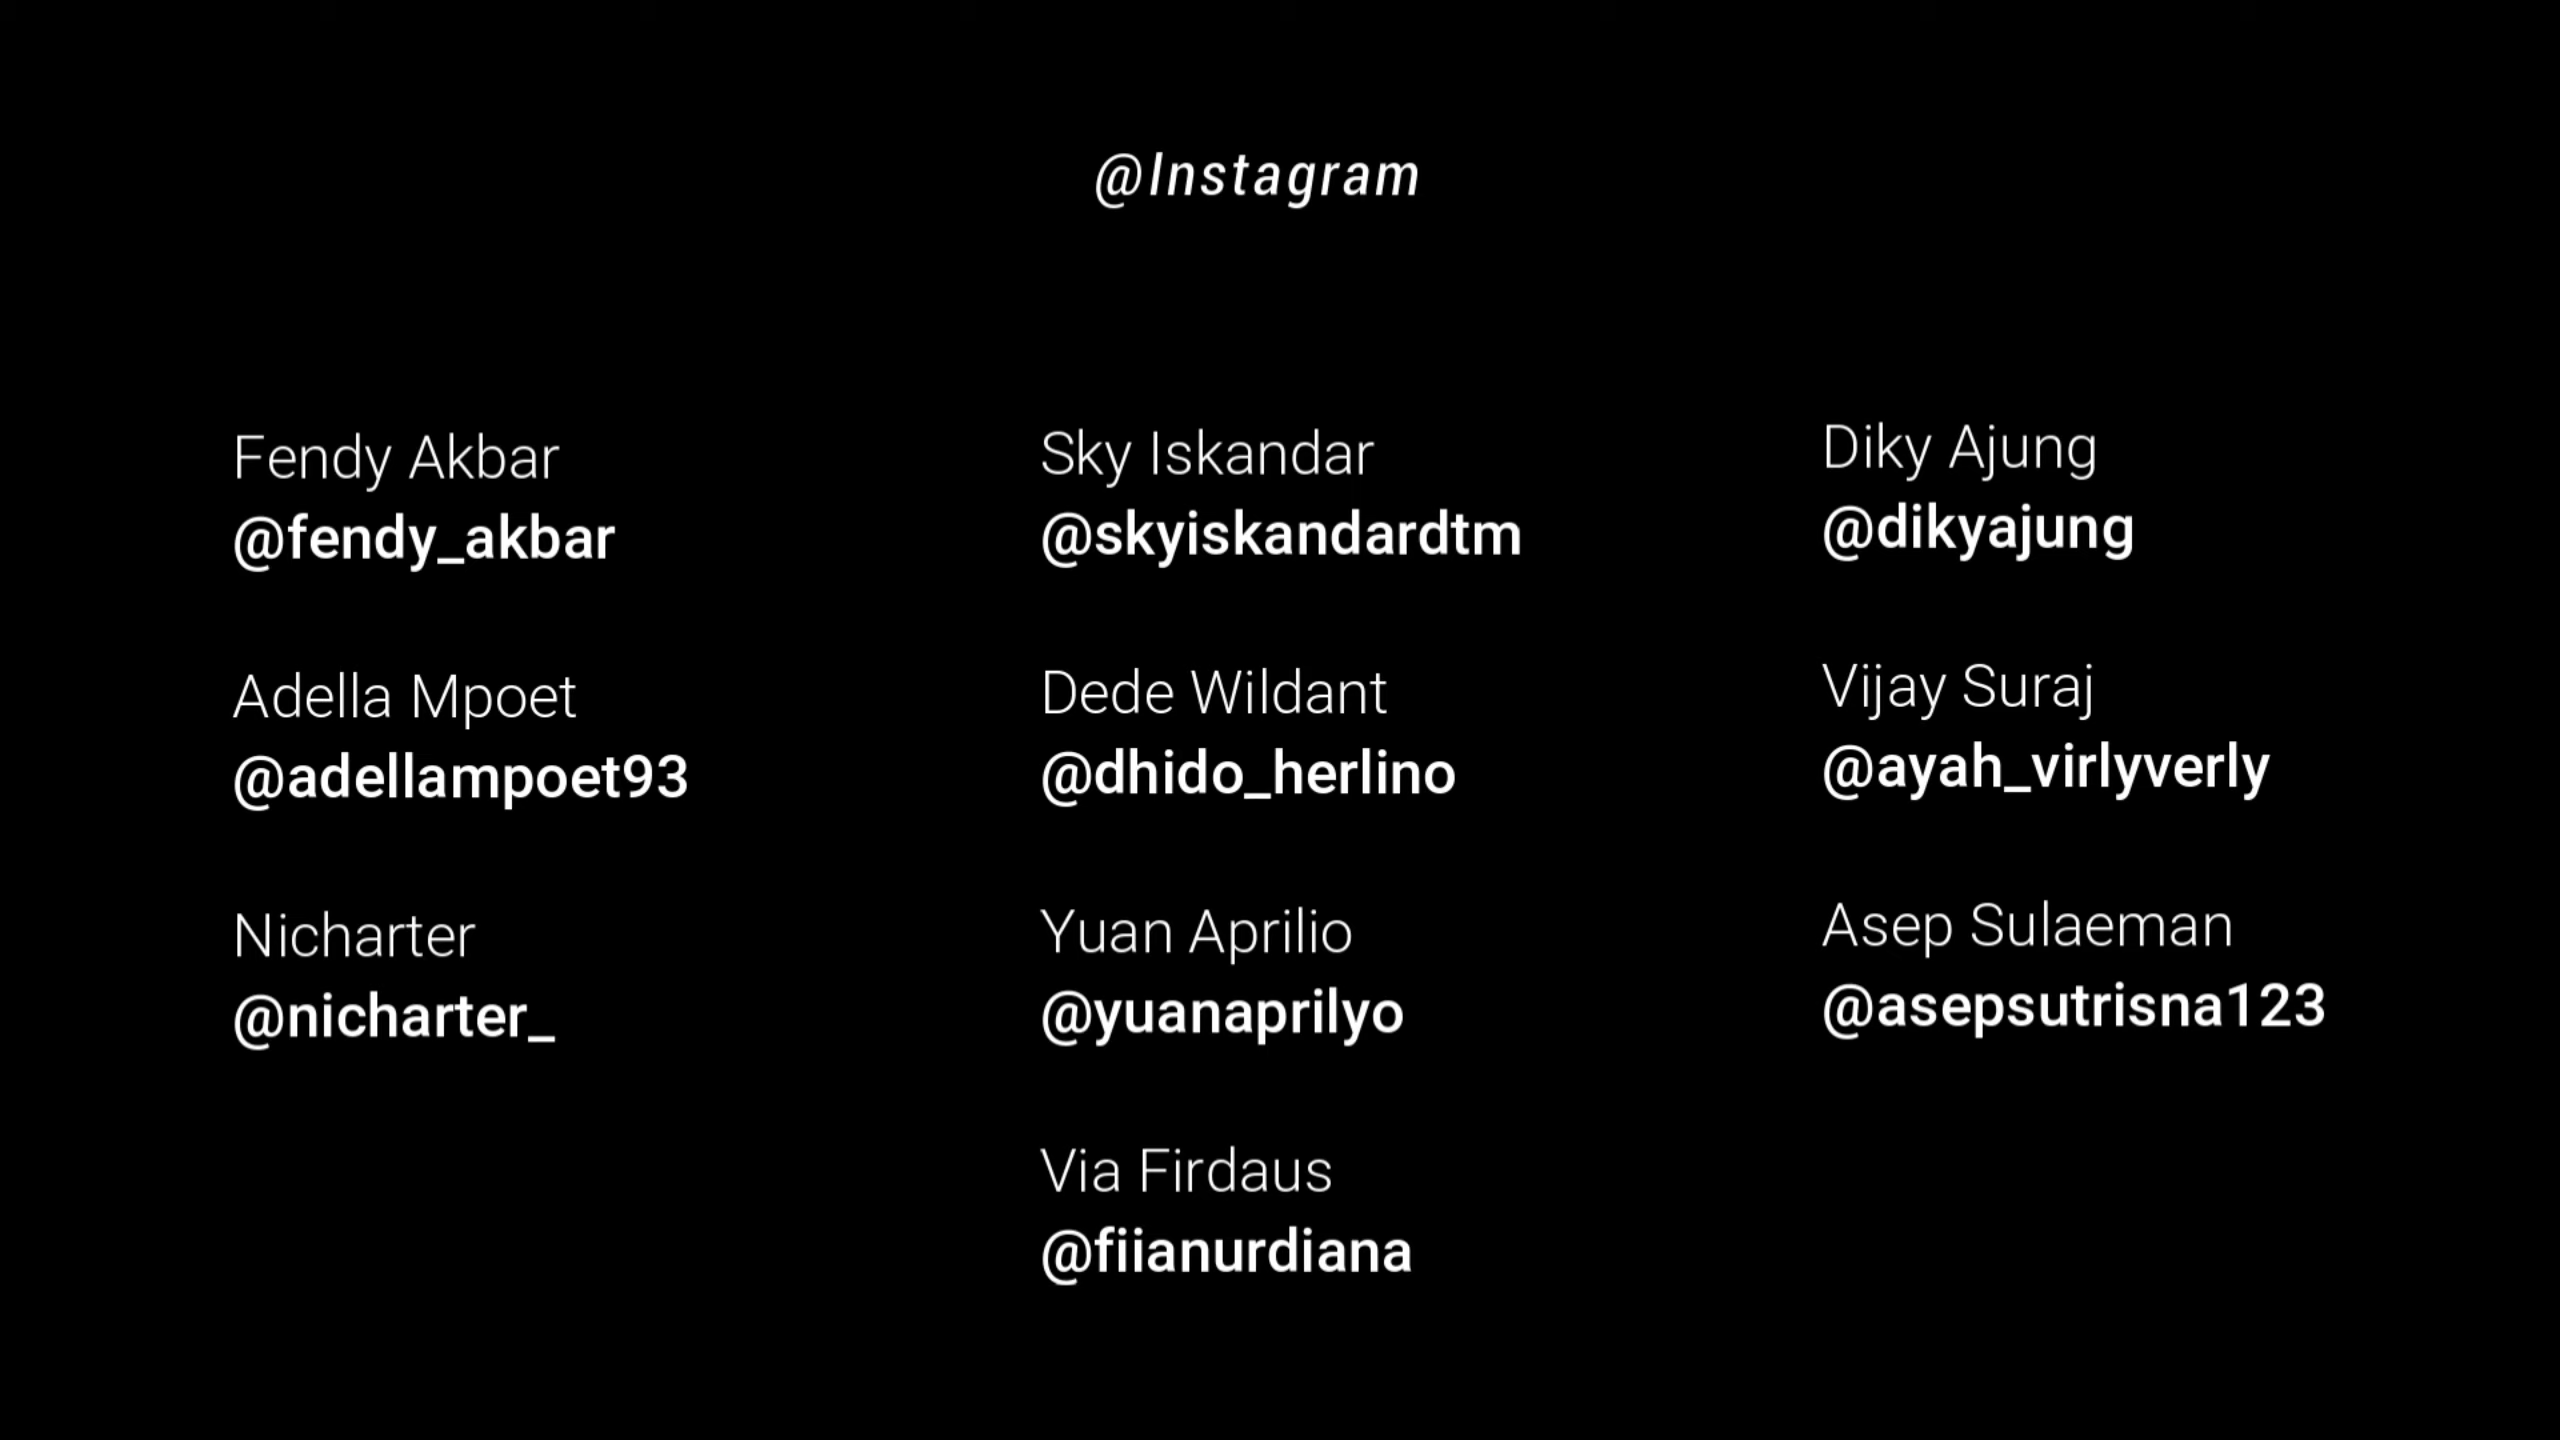 @Instagram
Fendy Akbar
@fendy_akbar
Adella Mpoet
@adellampoet93
Nicharter
@nicharter_
Sky Iskandar
@skyiskandardtm
Dede Wildant
@dhido_herlino
Yuan Aprilio
@yuanaprilyo
Via Firdaus
@fiianurdiana
Diky Ajung
@dikyajung
Vijay Suraj
@ayah_virlyverly
Asep Sulaeman
@asepsutrisna123